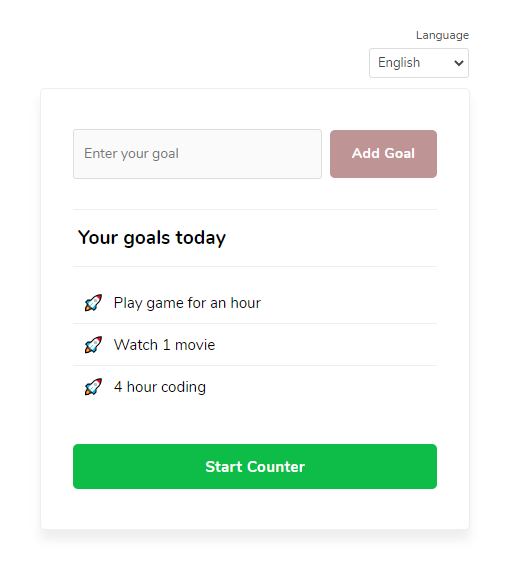 Language
English
Enter your goal
Add Goal
Your goals today
Play game for an hour
Watch 1 movie
4 hour coding
Start Counter